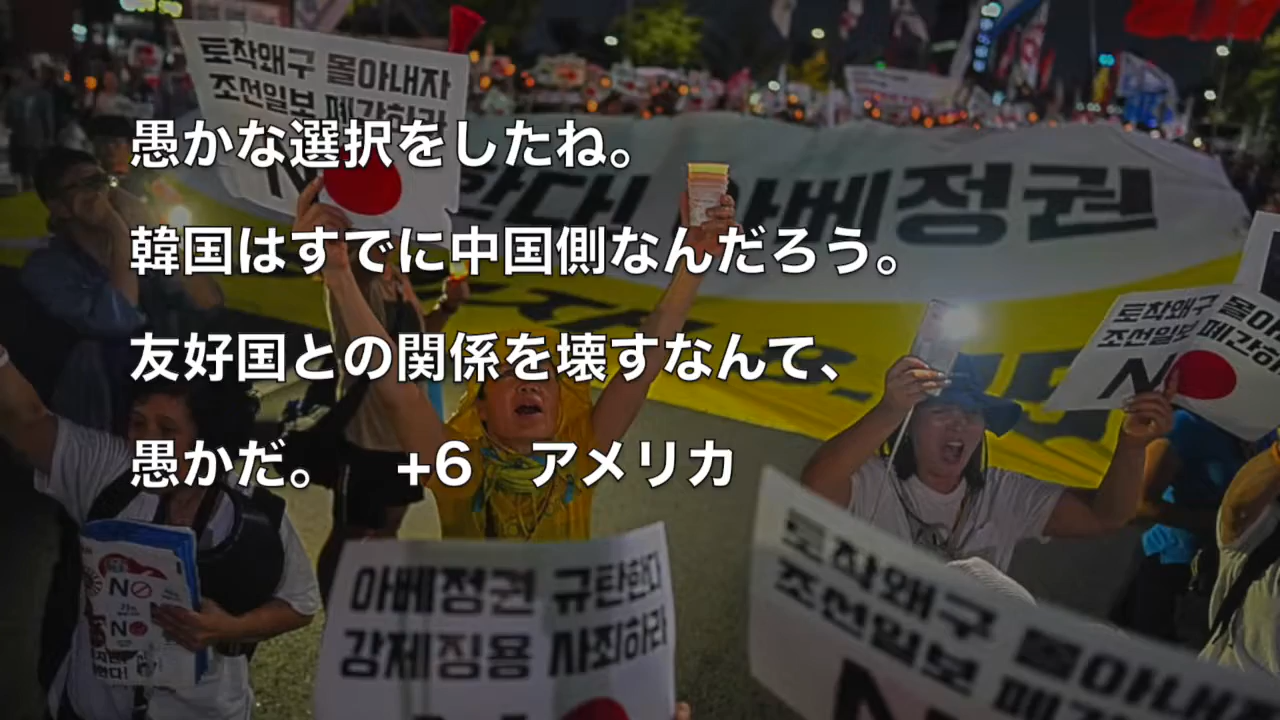 토착왜구 몰아내자
조선일보 폐간하라
愚かな選択をしたね。
한다! 아베정권
韓国はすでに中国側なんだろう。
토착왜구 몰아
조선일보 폐간하
NO
友好国との関係を壊すなんて、
愚かだ。 +6 アメリカ
NO
NO
아베정권 규탄한다
강제징용 사죄하라
토착왜구 몰아내자
조선일보 폐간